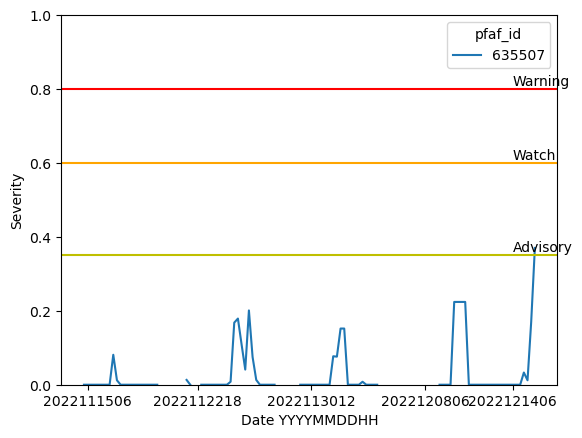 1.0
0.8
0.6
0.4
0.2
0.0
Severity
pfaf_id
635507
Warning
Watch
Advisory
2022111506 2022112218 2022113012 2022120806 2022121406
Date YYYYMMDDHH